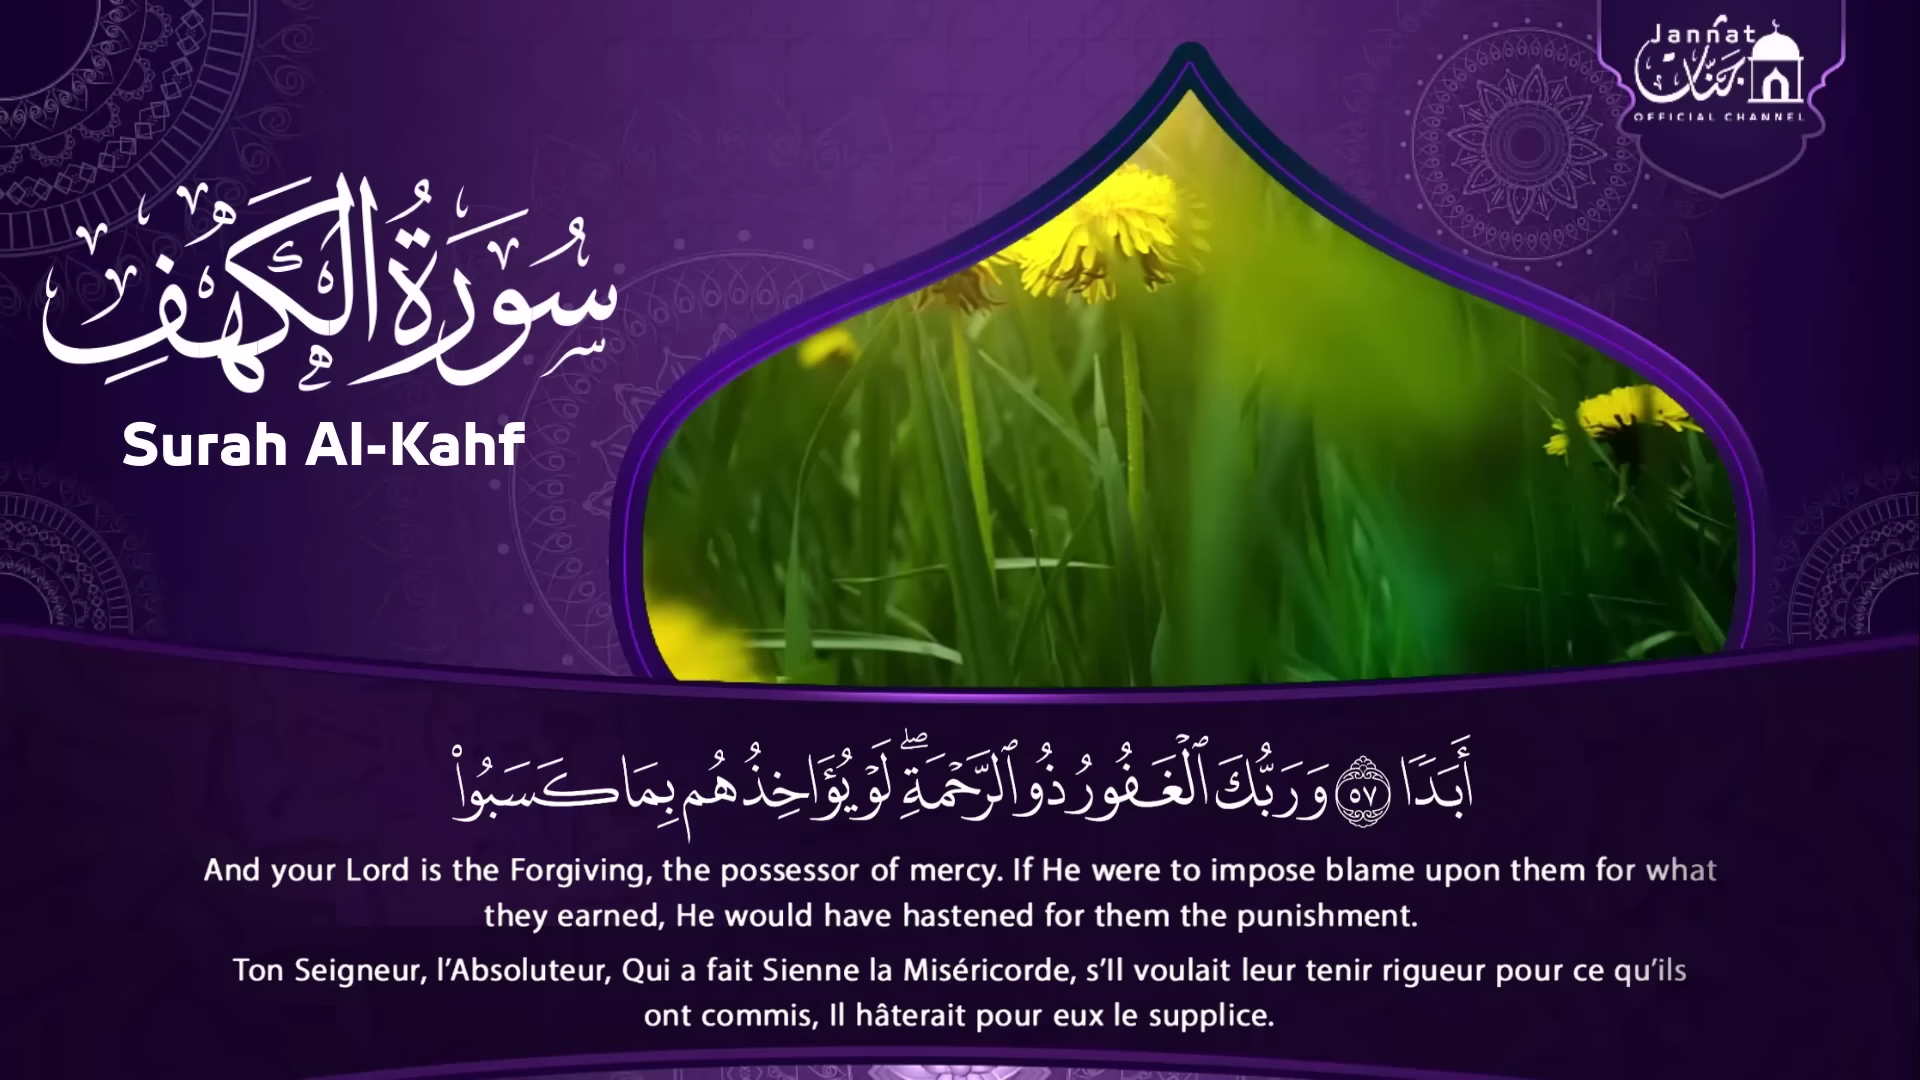 Jannat
جنّات
OFFICIAL CHANNEL
سُورَةُ الكَهْفِ
Surah Al-Kahf
أَبَدًا ٥٧ وَرَبُّكَ ٱلْغَفُورُ ذُو ٱلرَّحْمَةِ ۖ لَوْ يُؤَاخِذُهُم بِمَا كَسَبُوا۟
And your Lord is the Forgiving, the possessor of mercy. If He were to impose blame upon them for what
they earned, He would have hastened for them the punishment.
Ton Seigneur, l’Absoluteur, Qui a fait Sienne la Miséricorde, s’Il voulait leur tenir rigueur pour ce qu’ils
ont commis, Il hâterait pour eux le supplice.